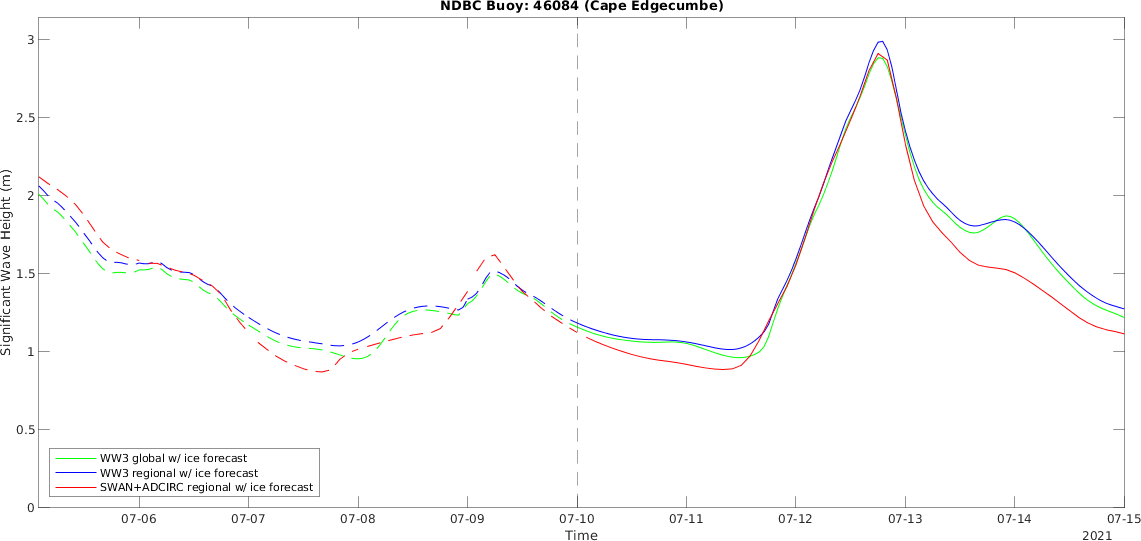 NDBC Buoy: 46084 (Cape Edgecumbe)
Significant Wave Height (m)
3
2.5
2
1.5
1
0.5
0
WW3 global w/ ice forecast
WW3 regional w/ ice forecast
SWAN+ADCIRC regional w/ ice forecast
07-06 07-07 07-08 07-09 07-10 07-11 07-12 07-13 07-14 07-15
Time
2021